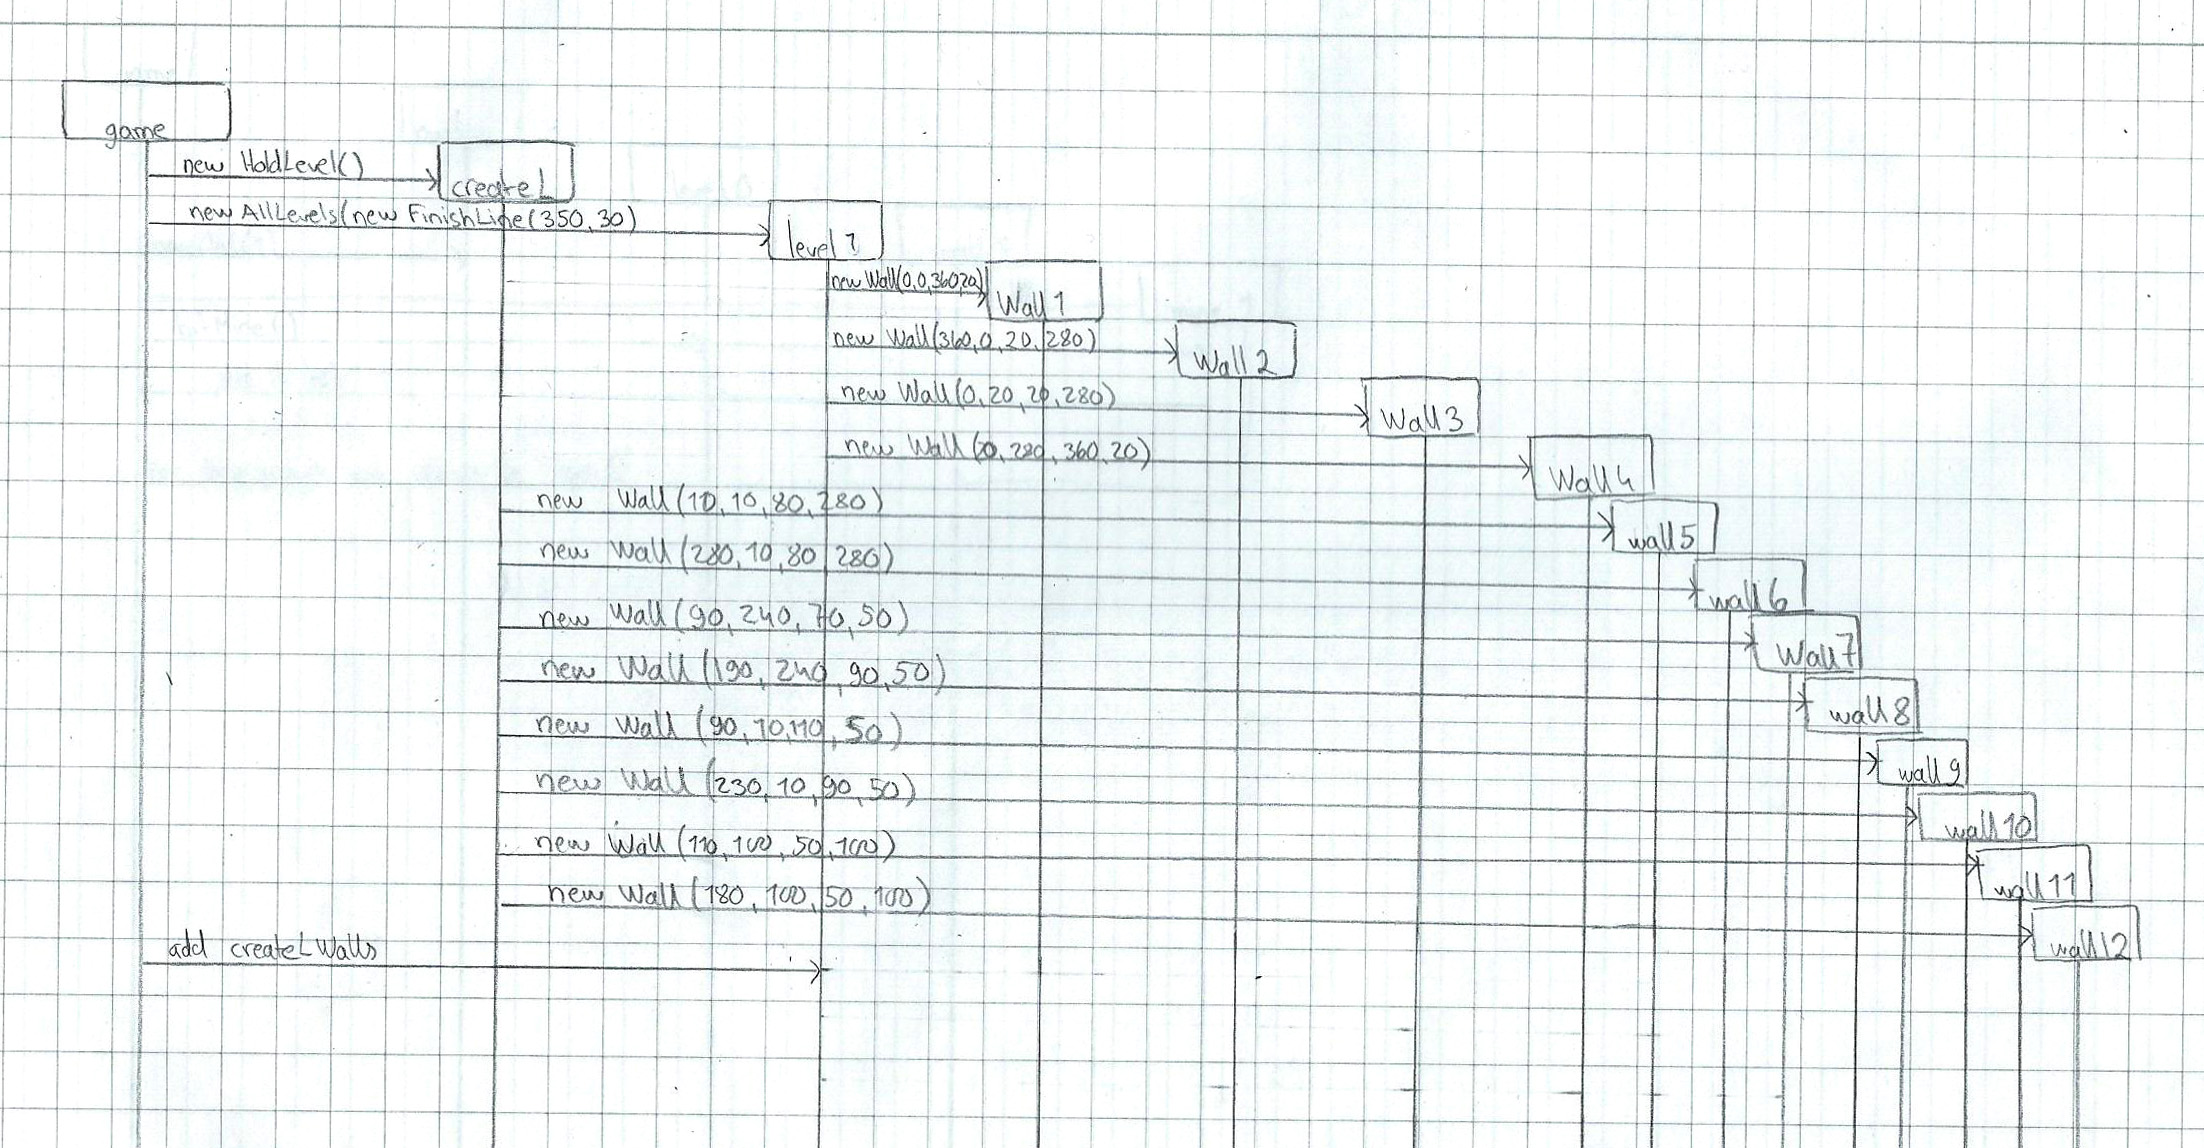 game
new HoldLevel()
createL
new AllLevels(new FinishLine(350,30)
level 1
new Wall(0,0,360,20)
Wall 1
new Wall(360,0,20,280)
Wall 2
new Wall(0,20,20,280)
Wall 3
new Wall(20,280,360,20)
Wall 4
new Wall(10,10,80,280)
wall 5
new Wall(280,10,80,280)
wall 6
new Wall(90,240,70,50)
Wall 7
new Wall(190,240,90,50)
wall 8
new Wall(90,10,110,50)
wall 9
new Wall(230,10,90,50)
wall 10
new Wall(110,100,50,100)
wall 11
new Wall(180,100,50,100)
wall 12
add createLWalls